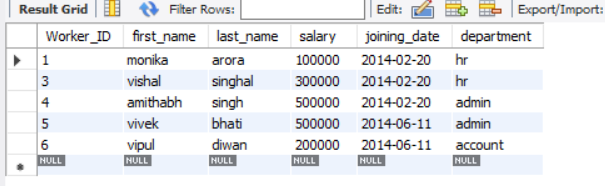 Result Grid Filter Rows: Edit: Export/Import:
Worker_ID first_name last_name salary joining_date department
1 monika arora 100000 2014-02-20 hr
3 vishal singhal 300000 2014-02-20 hr
4 amithabh singh 500000 2014-02-20 admin
5 vivek bhati 500000 2014-06-11 admin
6 vipul diwan 200000 2014-06-11 account
NULL NULL NULL NULL NULL NULL